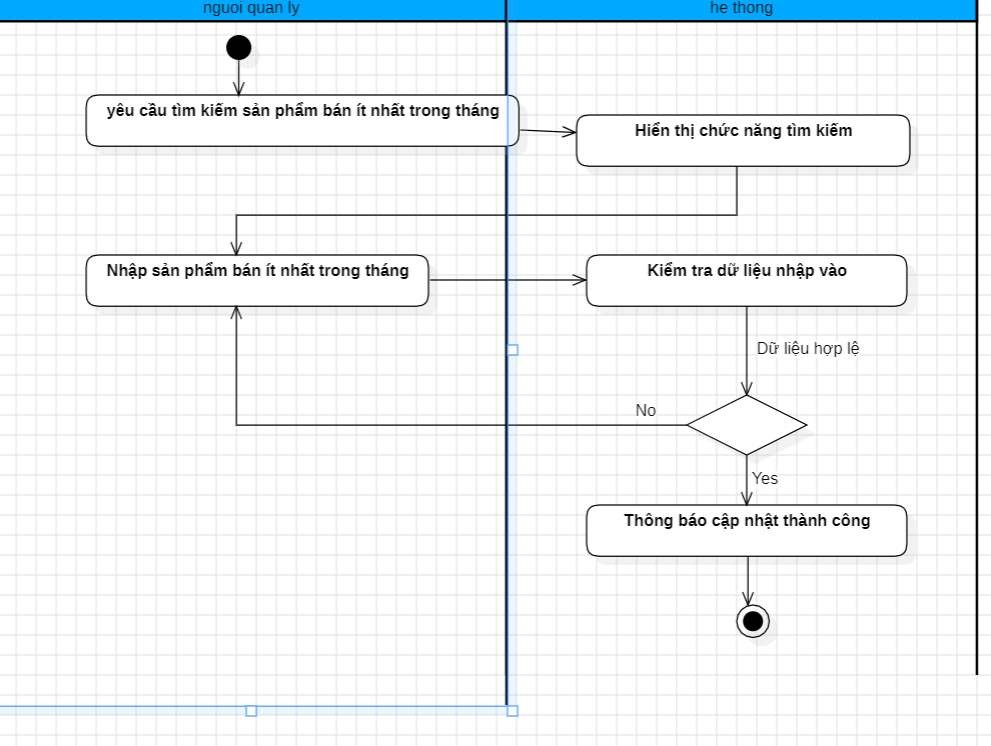 nguoi quan ly
he thong
yêu cầu tìm kiếm sản phẩm bán ít nhất trong tháng
Hiển thị chức năng tìm kiếm
Nhập sản phẩm bán ít nhất trong tháng
Kiểm tra dữ liệu nhập vào
Dữ liệu hợp lệ
No
Yes
Thông báo cập nhật thành công